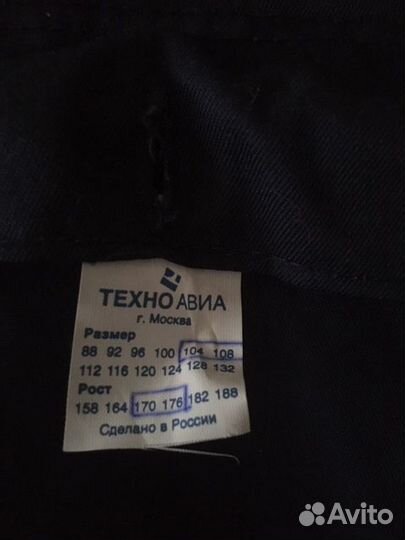 ТЕХНОАВИА
г. Москва
Размер
88 92 96 100 104 108
112 116 120 124 128 132
Рост
158 164 170 176 182 188
Сделано в России
Avito